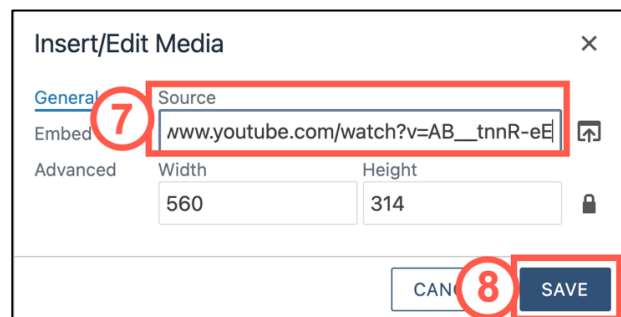 Insert/Edit Media
General
7
Source
Embed
www.youtube.com/watch?v=AB__tnnR-eE
Advanced
Width
Height
560
314
CAN
8
SAVE